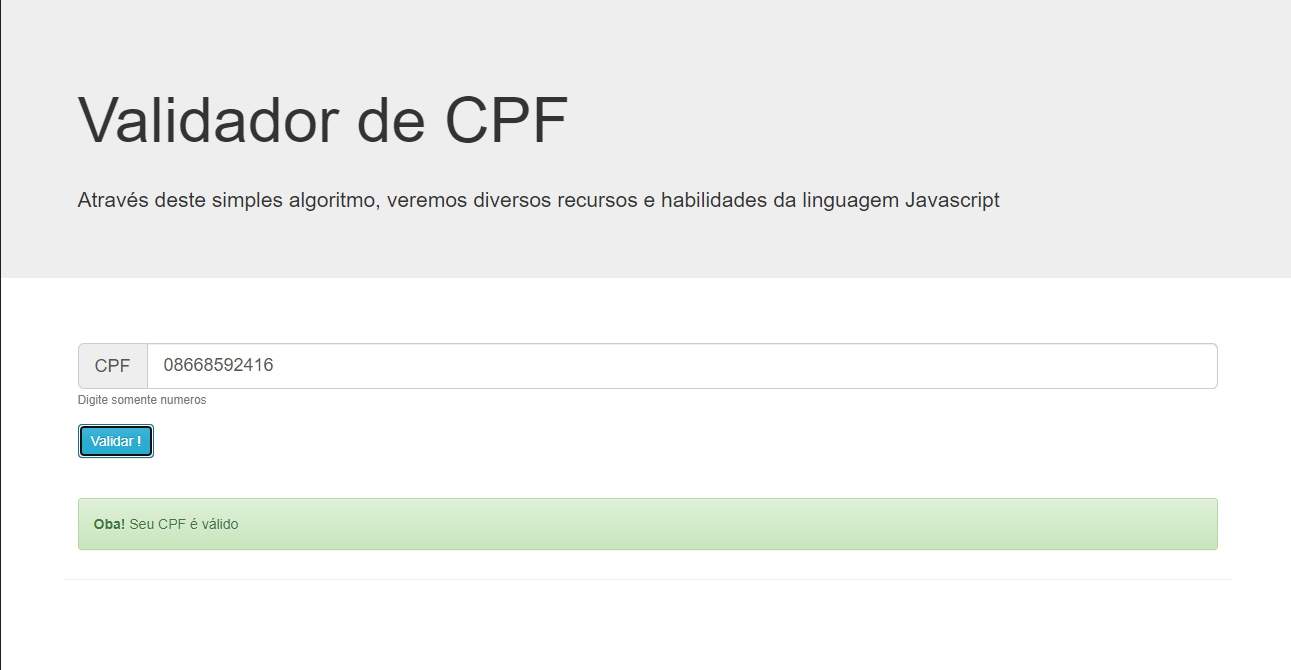 Validador de CPF
Através deste simples algoritmo, veremos diversos recursos e habilidades da linguagem Javascript
CPF 08668592416
Digite somente numeros
Validar !
Oba! Seu CPF é válido